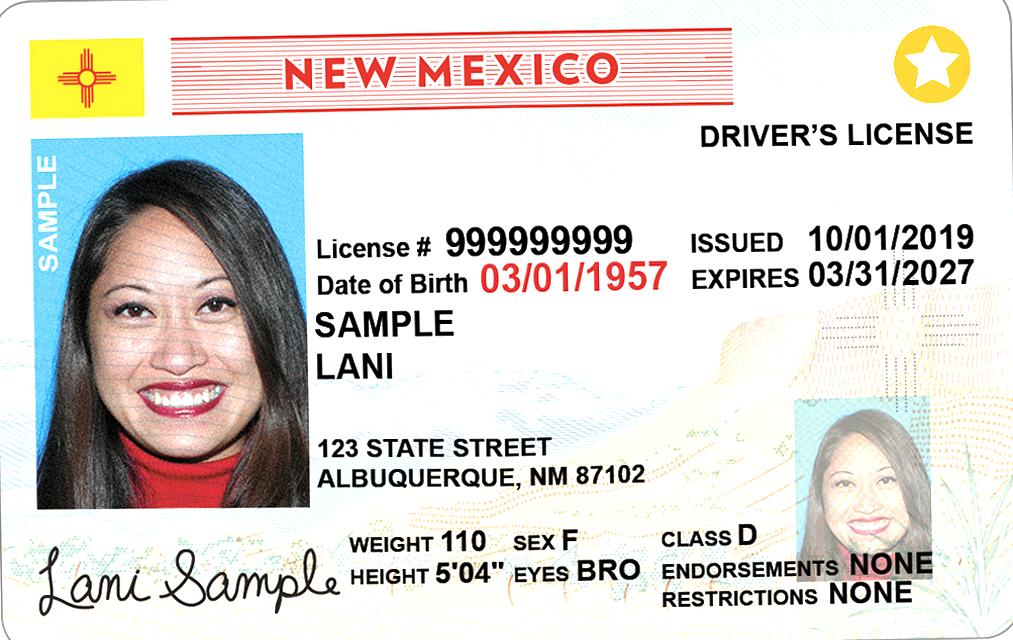 NEW MEXICO
DRIVER'S LICENSE
SAMPLE
License # 999999999
Date of Birth 03/01/1957
ISSUED 10/01/2019
EXPIRES 03/31/2027
SAMPLE
LANI
123 STATE STREET
ALBUQUERQUE, NM 87102
WEIGHT 110 SEX F
HEIGHT 5'04" EYES BRO
CLASS D
ENDORSEMENTS NONE
RESTRICTIONS NONE
Lani Sample